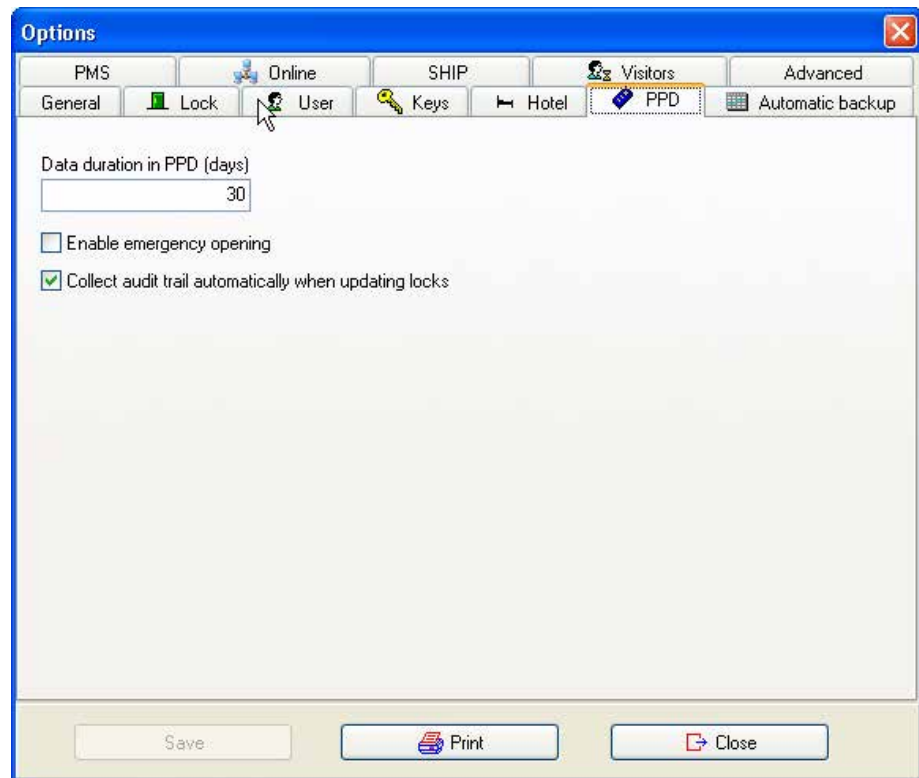 Options
PMS Online SHIP Visitors Advanced
General Lock User Keys Hotel PPD Automatic backup
Data duration in PPD (days)
30
Enable emergency opening
Collect audit trail automatically when updating locks
Save Print Close